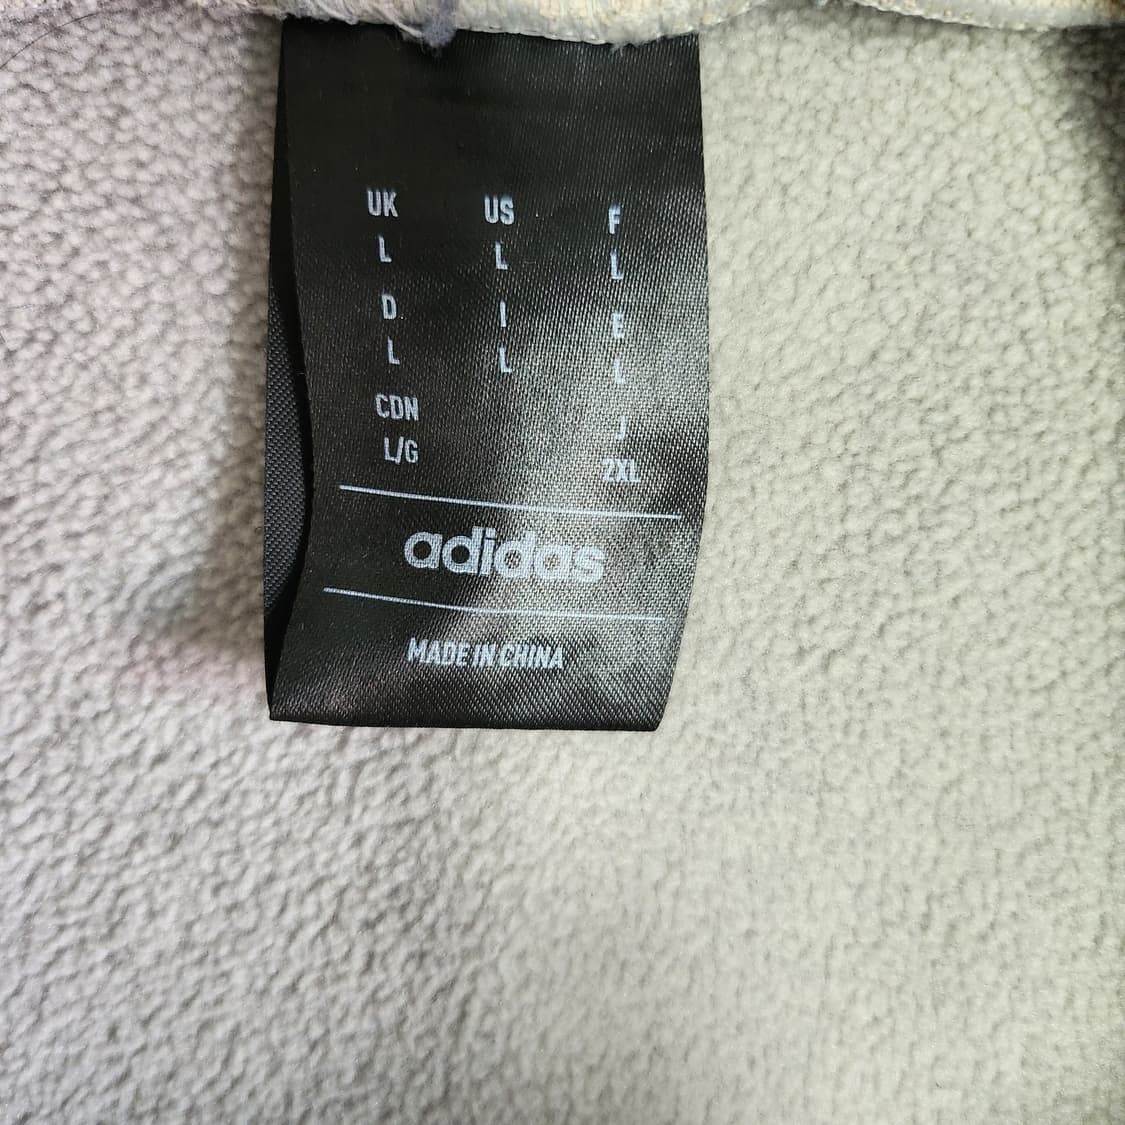 UK US F
L L L
D I E
L L L
CDN J
L/G 2XL
adidas
MADE IN CHINA